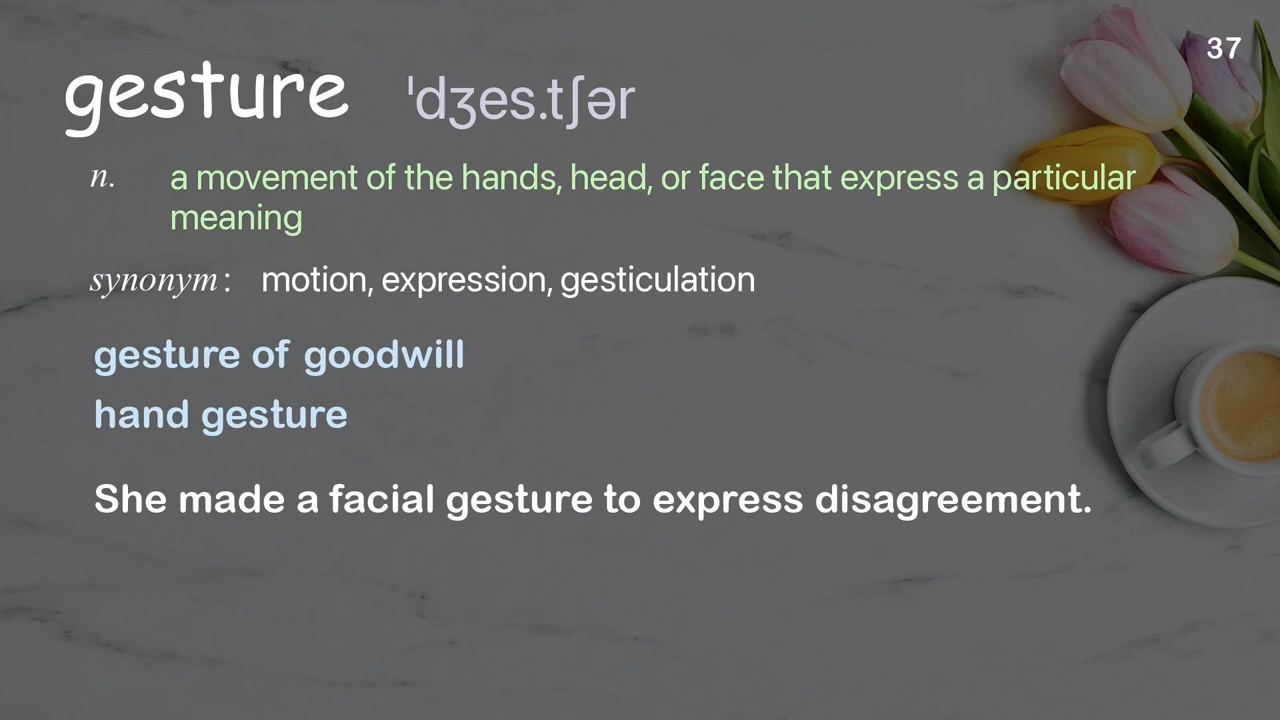 37
gesture ˈdʒes.tʃər
n. a movement of the hands, head, or face that express a particular
meaning
synonym: motion, expression, gesticulation
gesture of goodwill
hand gesture
She made a facial gesture to express disagreement.